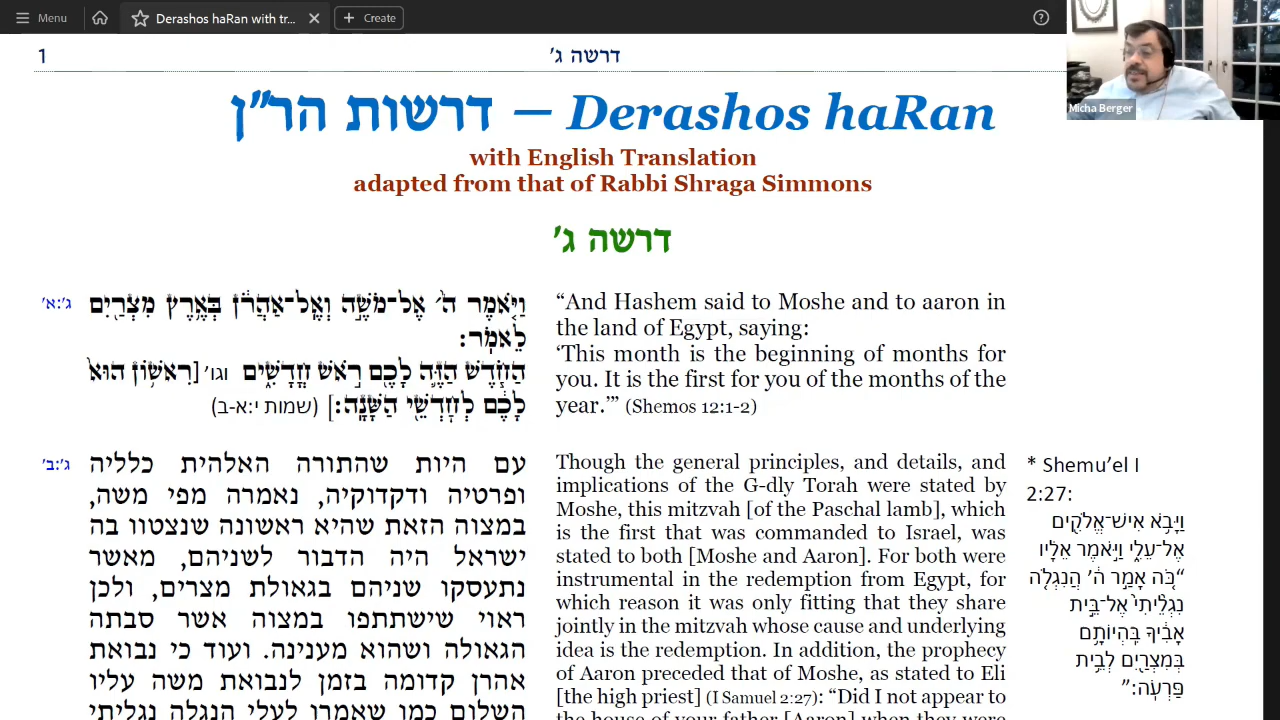 Menu
Derashos haRan with tr...
Create
Micha Berger
1
דרשה ג'
דרשות הר"ן — Derashos haRan
with English Translation
adapted from that of Rabbi Shraga Simmons
דרשה ג'
ג':א'
וַיֹּ֤אמֶר ה֙' אֶל־מֹשֶׁ֣ה וְאֶֽל־אַהֲרֹ֔ן בְּאֶ֥רֶץ מִצְרַ֖יִם
לֵאמֹֽר׃
הַחֹ֧דֶשׁ הַזֶּ֛ה לָכֶ֖ם רֹ֣אשׁ חֳדָשִׁ֑ים וגו' [רִאשׁ֥וֹן הוּא֙
לָכֶ֔ם לְחׇדְשֵׁ֖י הַשָּׁנָֽה׃] (שמות י:א-ב)
"And Hashem said to Moshe and to aaron in
the land of Egypt, saying:
'This month is the beginning of months for
you. It is the first for you of the months of the
year.'" (Shemos 12:1-2)
ג':ב'
עם היות שהתורה האלהית כלליה
ופרטיה ודקדוקיה, נאמרה מפי משה,
במצוה הזאת שהיא ראשונה שנצטוו בה
ישראל היה הדבור לשניהם, מאשר
נתעסקו שניהם בגאולת מצרים, ולכן
ראוי שישתתפו במצוה אשר סבתה
הגאולה ושהוא מענינה. ועוד כי נבואת
אהרן קדומה בזמן לנבואת משה עליו
השלום כמו שאמרו לעלי הנגלה נגליתי
Though the general principles, and details, and
implications of the G-dly Torah were stated by
Moshe, this mitzvah [of the Paschal lamb], which
is the first that was commanded to Israel, was
stated to both [Moshe and Aaron]. For both were
instrumental in the redemption from Egypt, for
which reason it was only fitting that they share
jointly in the mitzvah whose cause and underlying
idea is the redemption. In addition, the prophecy
of Aaron preceded that of Moshe, as stated to Eli
[the high priest] (I Samuel 2:27): "Did I not appear to
the house of your father [Aaron] when they were
* Shemu'el I
2:27:
וַיָּבֹ֥א אִישׁ־אֱלֹקִ֖ים
אֶל־עֵלִ֑י וַיֹּ֣אמֶר אֵלָ֗יו
"כֹּ֚ה אָמַ֣ר ה֔' הֲנִגְלֹ֤ה
נִגְלֵ֙יתִי֙ אֶל־בֵּ֣ית
אָבִ֔יךָ בִּהְיוֹתָ֥ם
בְּמִצְרַ֖יִם לְבֵ֥ית
פַּרְעֹֽה׃"